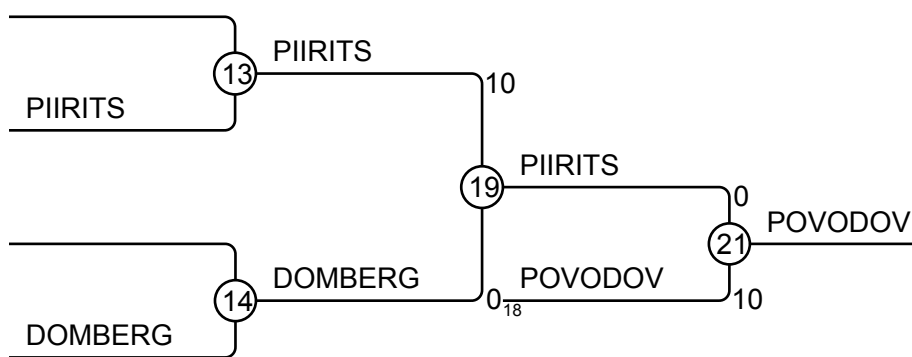 PIIRITS
13
PIIRITS
10
PIIRITS
19
0
POVODOV
21
DOMBERG
0
18
POVODOV
10
14
DOMBERG